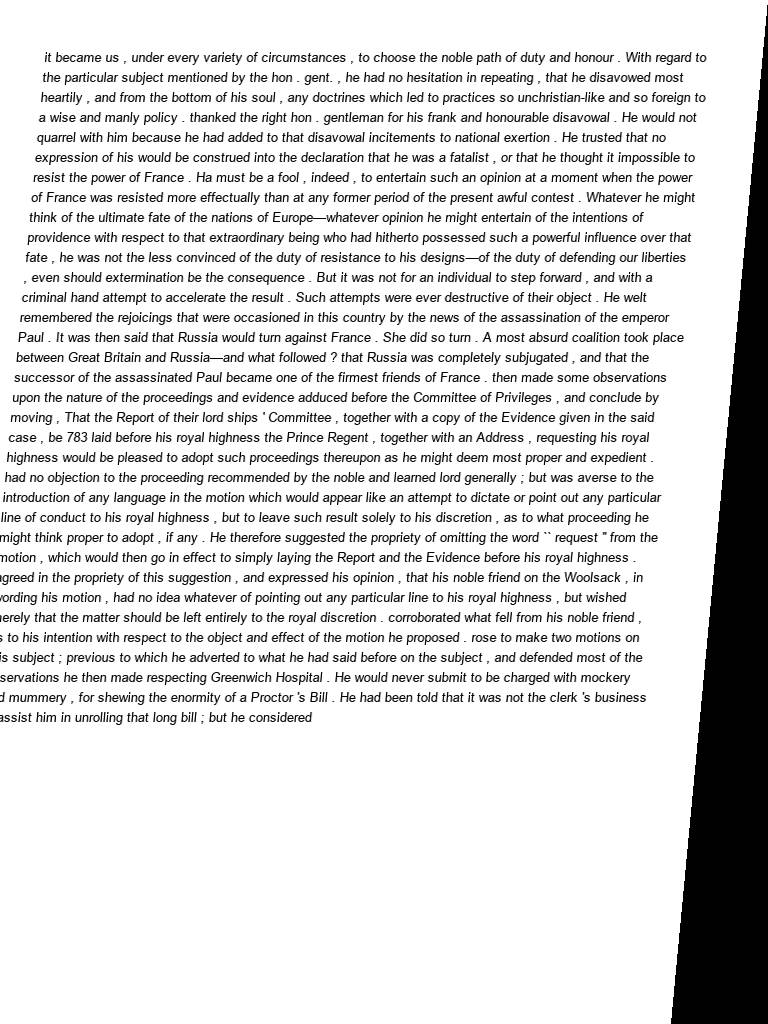 it became us , under every variety of circumstances , to choose the noble path of duty and honour . With regard to
the particular subject mentioned by the hon . gent. , he had no hesitation in repeating , that he disavowed most
heartily , and from the bottom of his soul , any doctrines which led to practices so unchristian-like and so foreign to
a wise and manly policy . thanked the right hon . gentleman for his frank and honourable disavowal . He would not
quarrel with him because he had added to that disavowal incitements to national exertion . He trusted that no
expression of his would be construed into the declaration that he was a fatalist , or that he thought it impossible to
resist the power of France . Ha must be a fool , indeed , to entertain such an opinion at a moment when the power
of France was resisted more effectually than at any former period of the present awful contest . Whatever he might
think of the ultimate fate of the nations of Europe—whatever opinion he might entertain of the intentions of
providence with respect to that extraordinary being who had hitherto possessed such a powerful influence over that
fate , he was not the less convinced of the duty of resistance to his designs—of the duty of defending our liberties
, even should extermination be the consequence . But it was not for an individual to step forward , and with a
criminal hand attempt to accelerate the result . Such attempts were ever destructive of their object . He welt
remembered the rejoicings that were occasioned in this country by the news of the assassination of the emperor
Paul . It was then said that Russia would turn against France . She did so turn . A most absurd coalition took place
between Great Britain and Russia—and what followed ? that Russia was completely subjugated , and that the
successor of the assassinated Paul became one of the firmest friends of France . then made some observations
upon the nature of the proceedings and evidence adduced before the Committee of Privileges , and conclude by
moving , That the Report of their lord ships ' Committee , together with a copy of the Evidence given in the said
case , be 783 laid before his royal highness the Prince Regent , together with an Address , requesting his royal
highness would be pleased to adopt such proceedings thereupon as he might deem most proper and expedient .
had no objection to the proceeding recommended by the noble and learned lord generally ; but was averse to the
introduction of any language in the motion which would appear like an attempt to dictate or point out any particular
line of conduct to his royal highness , but to leave such result solely to his discretion , as to what proceeding he
might think proper to adopt , if any . He therefore suggested the propriety of omitting the word `` request '' from the
motion , which would then go in effect to simply laying the Report and the Evidence before his royal highness .
agreed in the propriety of this suggestion , and expressed his opinion , that his noble friend on the Woolsack , in
wording his motion , had no idea whatever of pointing out any particular line to his royal highness , but wished
merely that the matter should be left entirely to the royal discretion . corroborated what fell from his noble friend ,
to his intention with respect to the object and effect of the motion he proposed . rose to make two motions on
subject ; previous to which he adverted to what he had said before on the subject , and defended most of the
he then made respecting Greenwich Hospital . He would never submit to be charged with mockery
mummery , for shewing the enormity of a Proctor 's Bill . He had been told that it was not the clerk 's business
assist him in unrolling that long bill ; but he considered